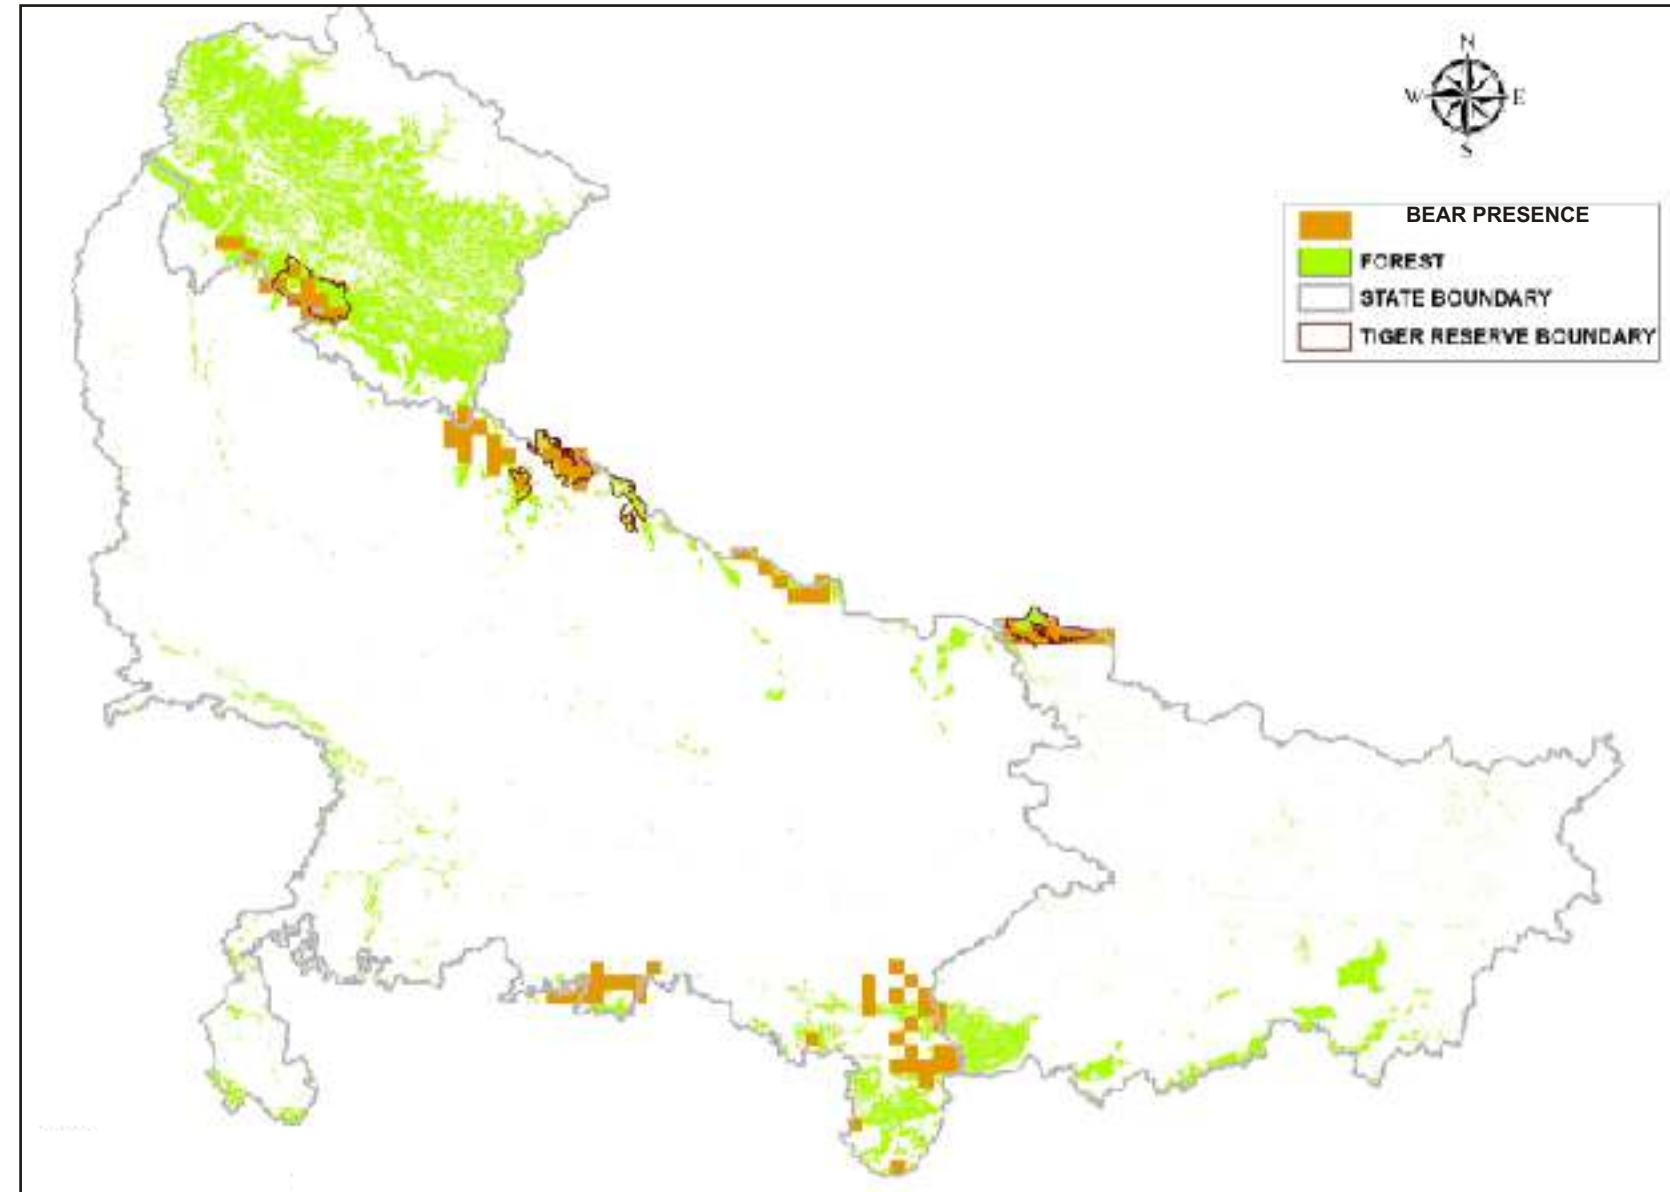 N
W E
S
BEAR PRESENCE
FOREST
STATE BOUNDARY
TIGER RESERVE BOUNDARY